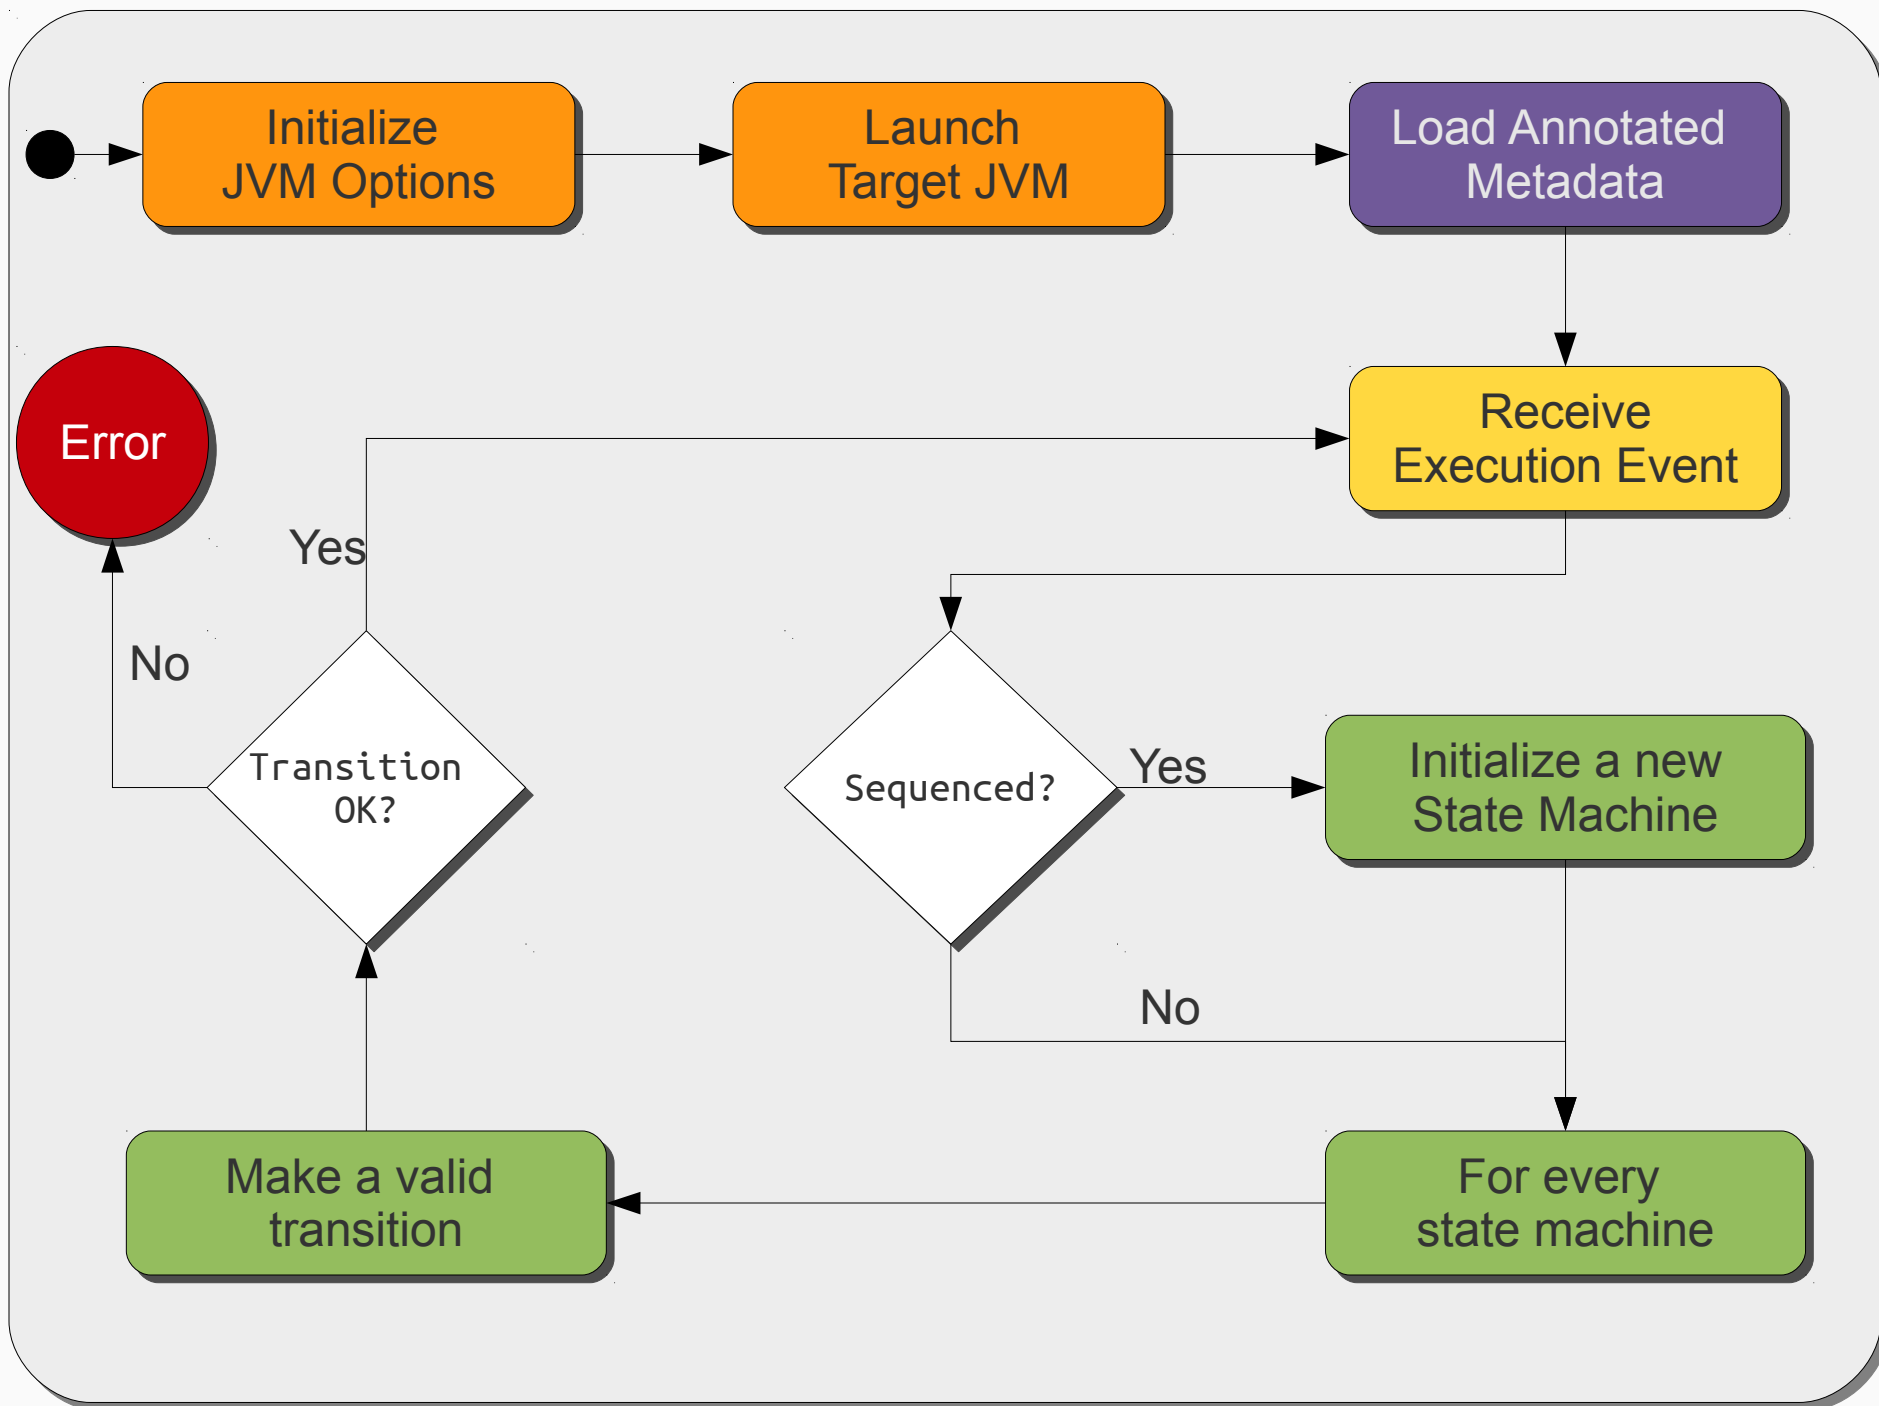 Initialize
JVM Options
Launch
Target JVM
Load Annotated
Metadata
Error
Receive
Execution Event
Yes
No
Transition
OK?
Sequenced?
Yes
Initialize a new
State Machine
No
Make a valid
transition
For every
state machine